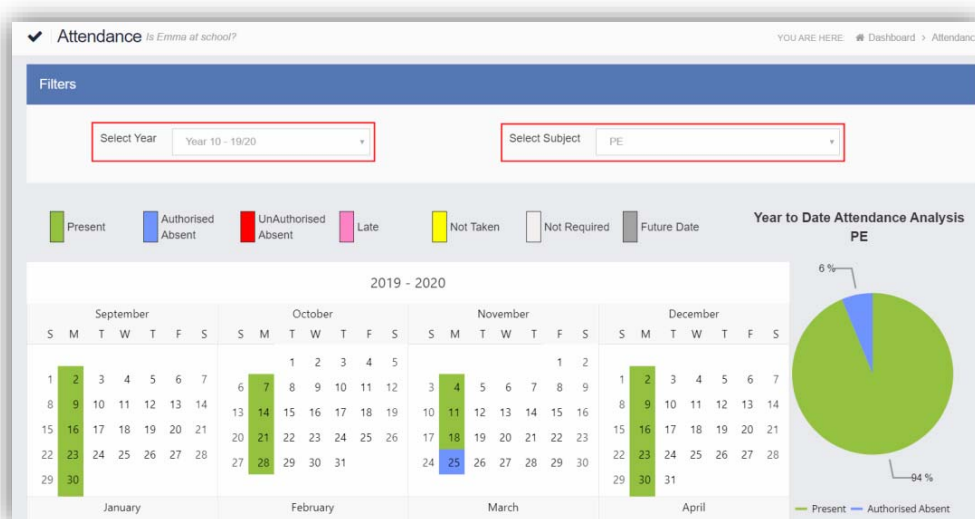 Attendance Is Emma at school?
YOU ARE HERE: Dashboard > Attendanc
Filters
Select Year Year 10 - 19/20
Select Subject PE
Present
Authorised Absent
UnAuthorised Absent
Late
Not Taken
Not Required
Future Date
Year to Date Attendance Analysis
PE
6 %
94 %
Present Authorised Absent
2019 - 2020
September
S M T W T F S
1 2 3 4 5 6 7
8 9 10 11 12 13 14
15 16 17 18 19 20 21
22 23 24 25 26 27 28
29 30
October
S M T W T F S
1 2 3 4 5
6 7 8 9 10 11 12
13 14 15 16 17 18 19
20 21 22 23 24 25 26
27 28 29 30 31
November
S M T W T F S
1 2
3 4 5 6 7 8 9
10 11 12 13 14 15 16
17 18 19 20 21 22 23
24 25 26 27 28 29 30
December
S M T W T F S
1 2 3 4 5 6 7
8 9 10 11 12 13 14
15 16 17 18 19 20 21
22 23 24 25 26 27 28
29 30 31
January
February
March
April